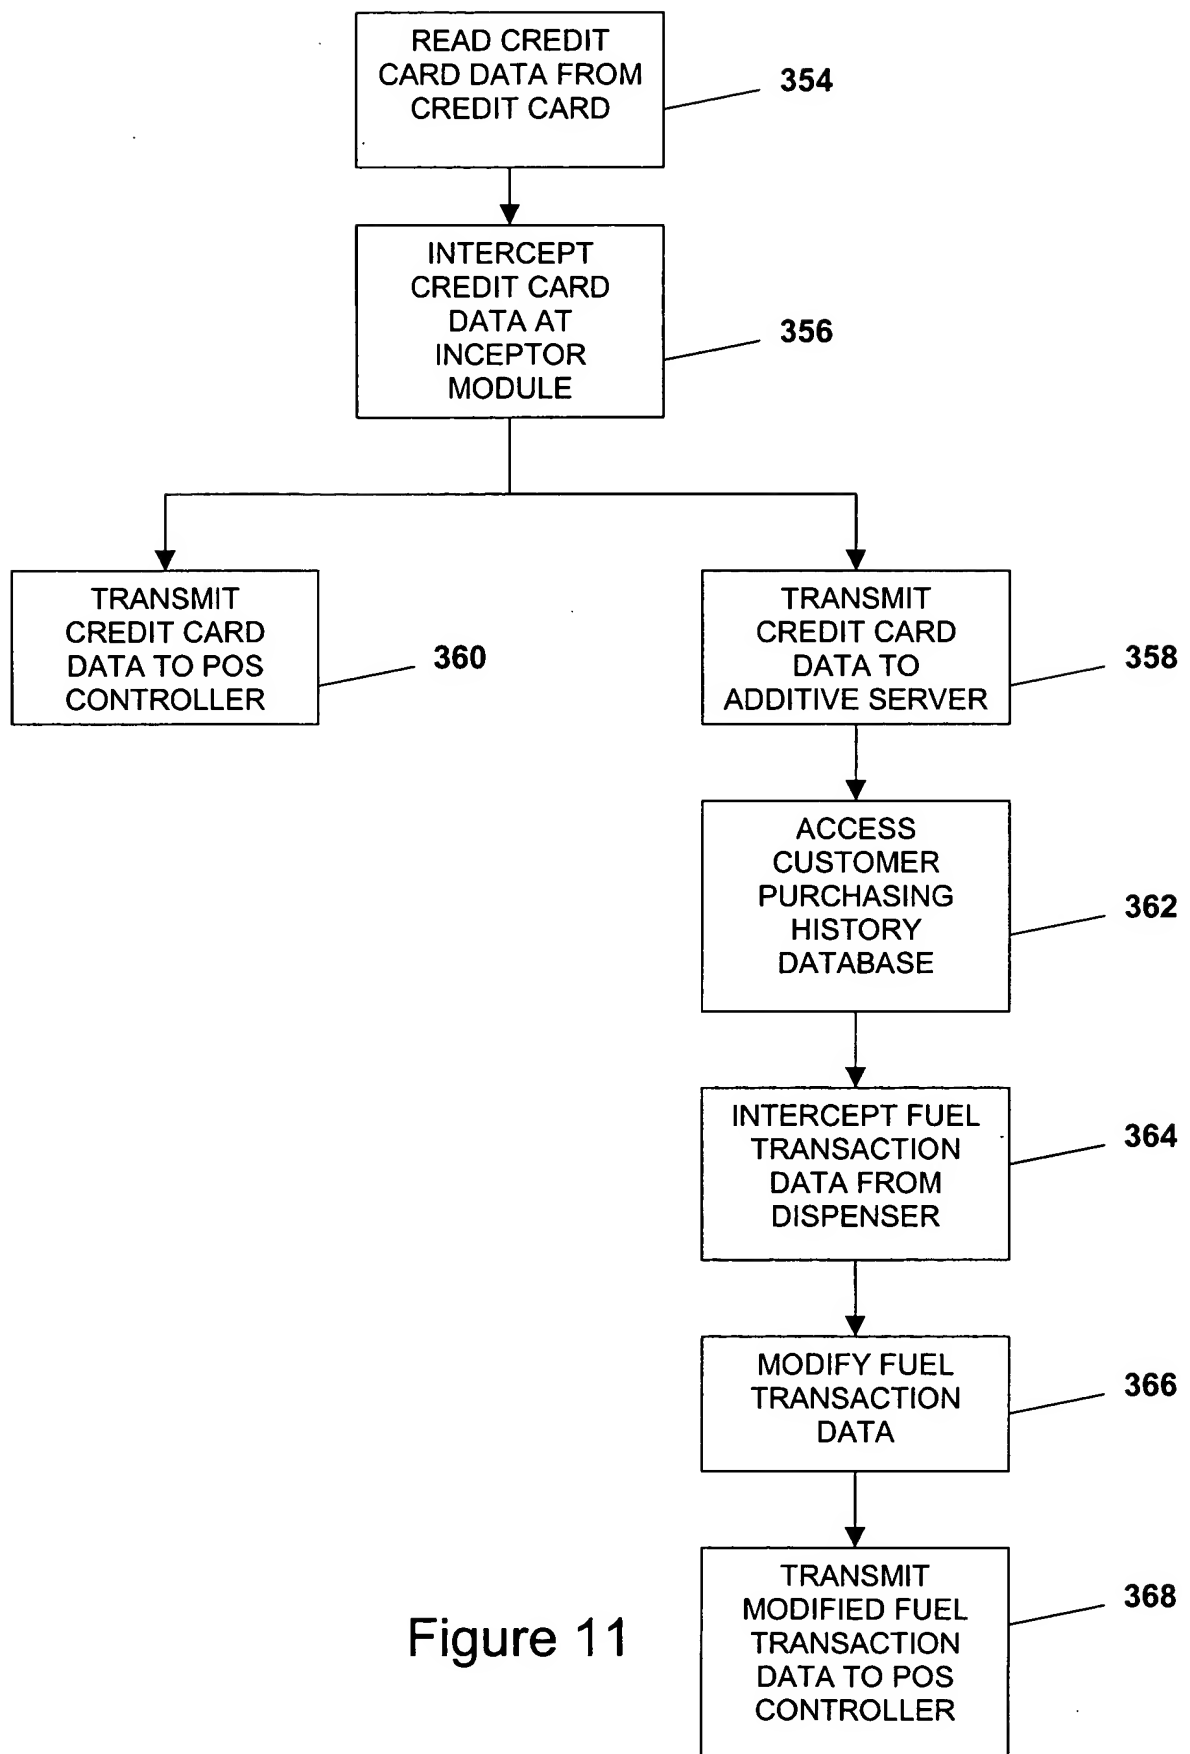 READ CREDIT
CARD DATA FROM
CREDIT CARD
354
INTERCEPT
CREDIT CARD
DATA AT
INCEPTOR
MODULE
356
TRANSMIT
CREDIT CARD
DATA TO POS
CONTROLLER
360
TRANSMIT
CREDIT CARD
DATA TO
ADDITIVE SERVER
358
ACCESS
CUSTOMER
PURCHASING
HISTORY
DATABASE
362
INTERCEPT FUEL
TRANSACTION
DATA FROM
DISPENSER
364
MODIFY FUEL
TRANSACTION
DATA
366
TRANSMIT
MODIFIED FUEL
TRANSACTION
DATA TO POS
CONTROLLER
368
Figure 11